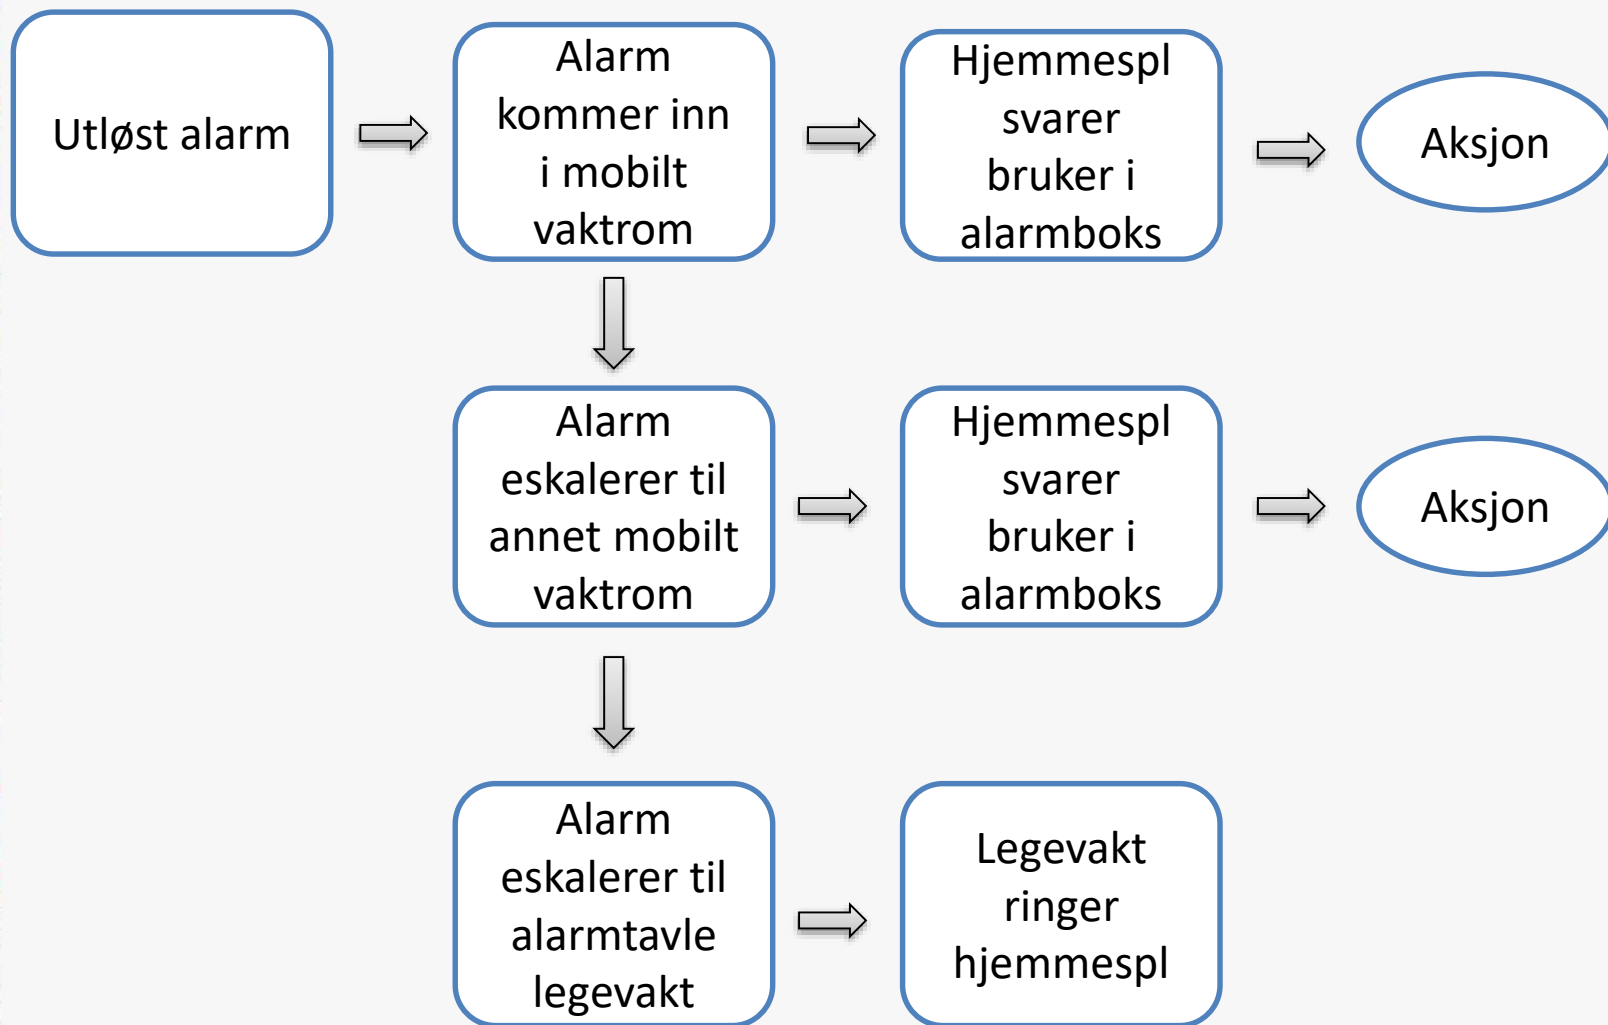 Utløst alarm
Alarm
kommer inn
i mobilt
vaktrom
Hjemmespl
svarer
bruker i
alarmboks
Aksjon
Alarm
eskalerer til
annet mobilt
vaktrom
Hjemmespl
svarer
bruker i
alarmboks
Aksjon
Alarm
eskalerer til
alarmtavle
legevakt
Legevakt
ringer
hjemmespl